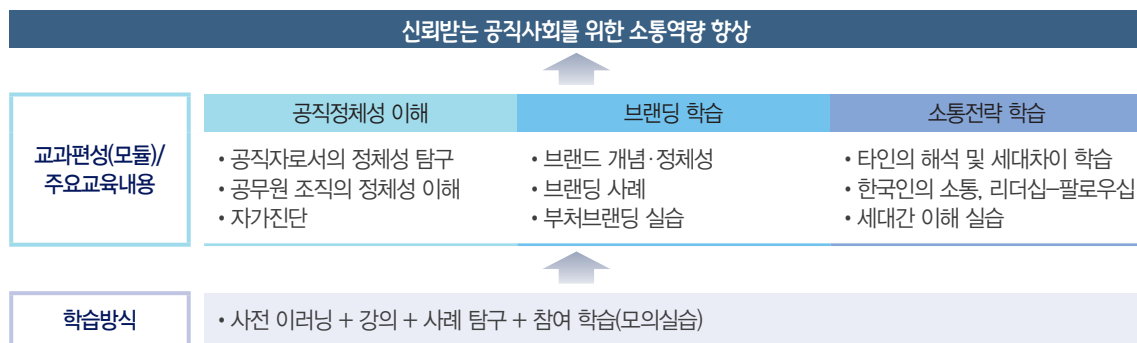 신뢰받는 공직사회를 위한 소통역량 향상
교과편성(모듈)/
주요교육내용
공직정체성 이해
• 공직자로서의 정체성 탐구
• 공무원 조직의 정체성 이해
• 자가진단
브랜딩 학습
• 브랜드 개념·정체성
• 브랜딩 사례
• 부처브랜딩 실습
소통전략 학습
• 타인의 해석 및 세대차이 학습
• 한국인의 소통, 리더십–팔로우십
• 세대간 이해 실습
학습방식
• 사전 이러닝 + 강의 + 사례 탐구 + 참여 학습(모의실습)